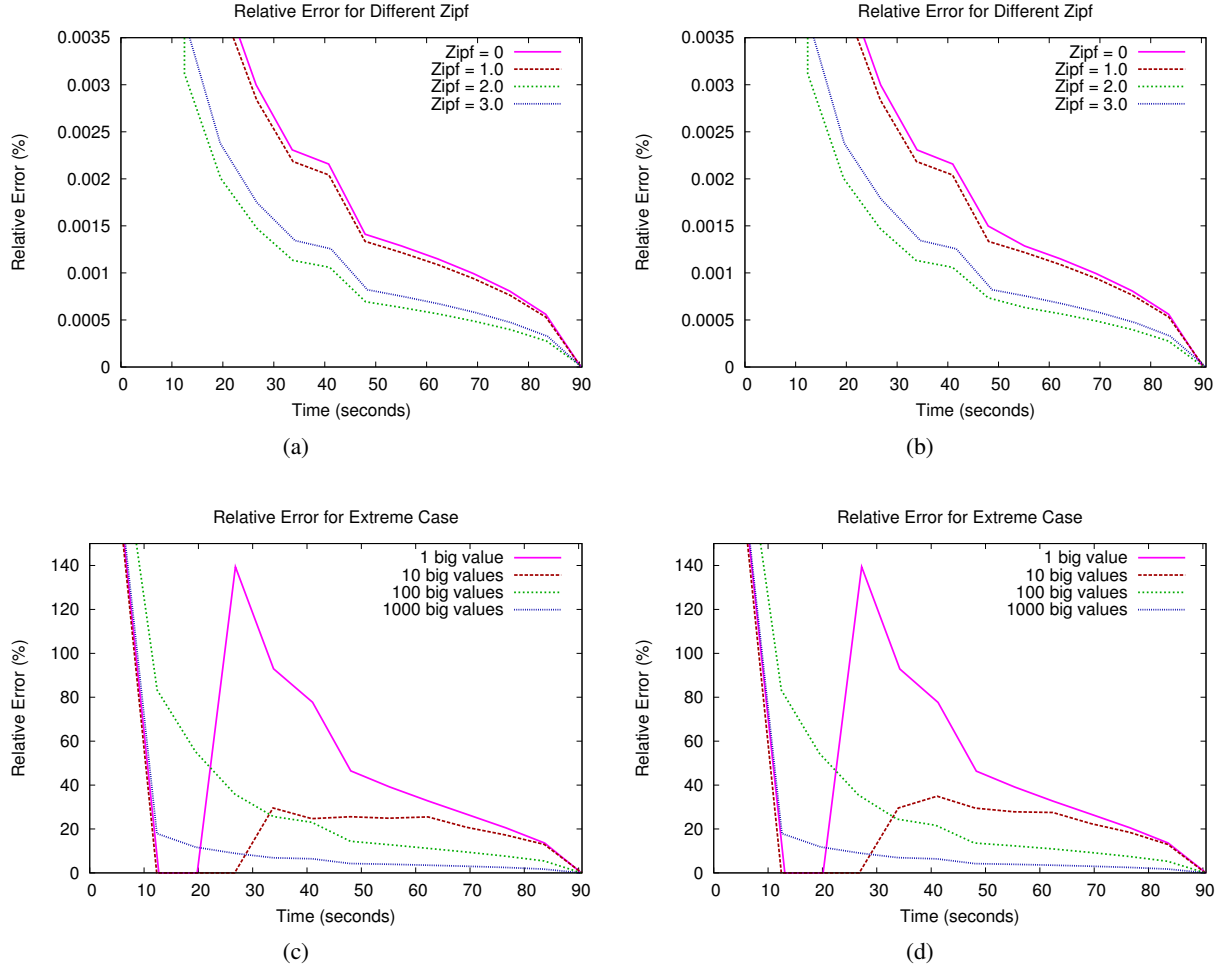 Relative Error for Different Zipf
0.0035
0.003
0.0025
0.002
0.0015
0.001
0.0005
0
Relative Error (%)
Zipf = 0
Zipf = 1.0
Zipf = 2.0
Zipf = 3.0
0 10 20 30 40 50 60 70 80 90
Time (seconds)
(a)
Relative Error for Different Zipf
0.0035
0.003
0.0025
0.002
0.0015
0.001
0.0005
0
Relative Error (%)
Zipf = 0
Zipf = 1.0
Zipf = 2.0
Zipf = 3.0
0 10 20 30 40 50 60 70 80 90
Time (seconds)
(b)
Relative Error for Extreme Case
140
120
100
80
60
40
20
0
Relative Error (%)
1 big value
10 big values
100 big values
1000 big values
0 10 20 30 40 50 60 70 80 90
Time (seconds)
(c)
Relative Error for Extreme Case
140
120
100
80
60
40
20
0
Relative Error (%)
1 big value
10 big values
100 big values
1000 big values
0 10 20 30 40 50 60 70 80 90
Time (seconds)
(d)